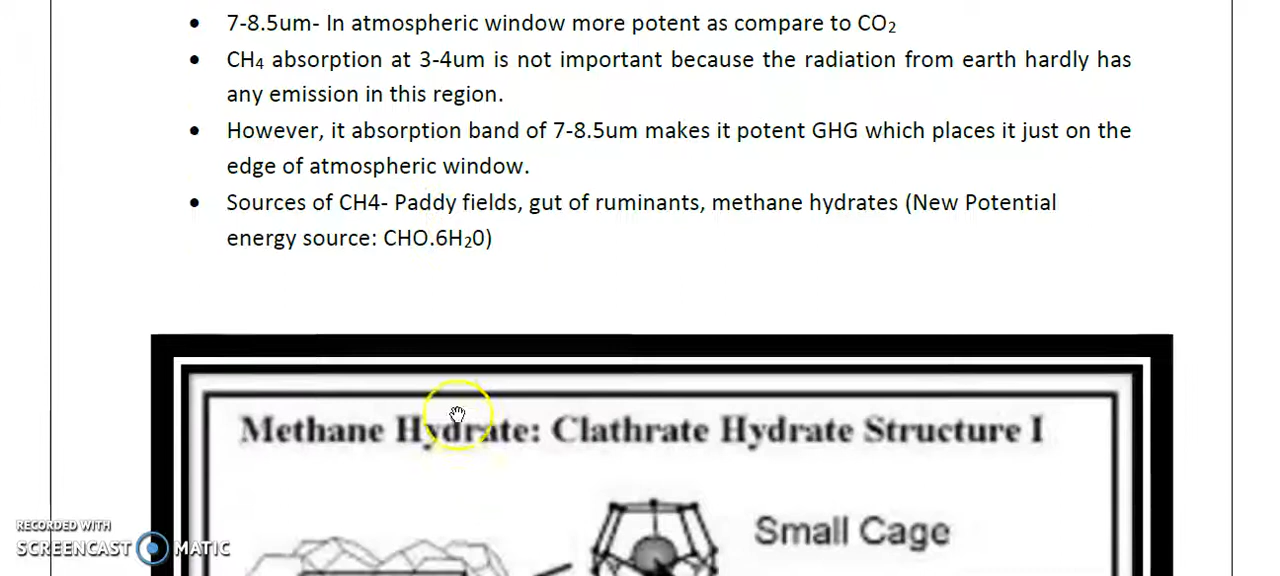 7-8.5um- In atmospheric window more potent as compare to CO₂
CH₄ absorption at 3-4um is not important because the radiation from earth hardly has
any emission in this region.
However, it absorption band of 7-8.5um makes it potent GHG which places it just on the
edge of atmospheric window.
Sources of CH4- Paddy fields, gut of ruminants, methane hydrates (New Potential
energy source: CHO.6H₂0)
Methane Hydrate: Clathrate Hydrate Structure I
Small Cage
RECORDED WITH
SCREENCAST MATIC